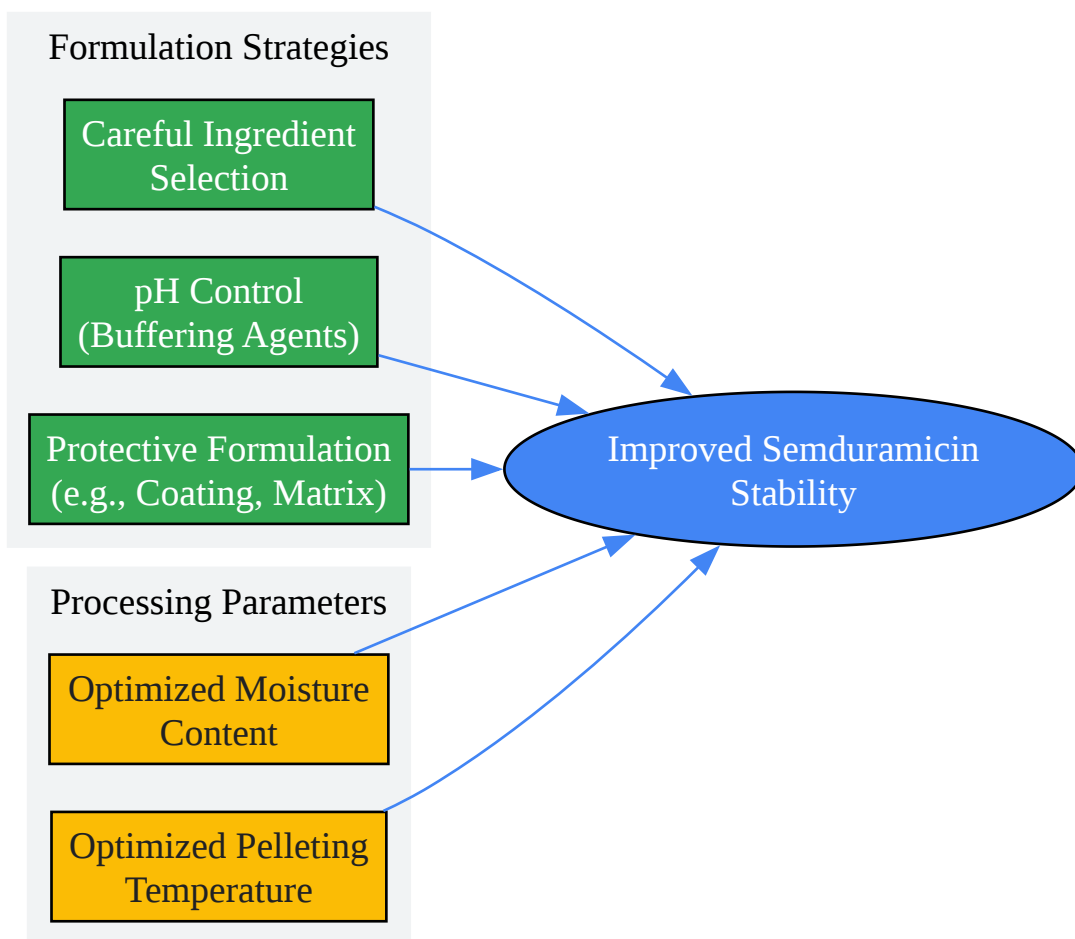 Formulation Strategies
Careful Ingredient
Selection
pH Control
(Buffering Agents)
Protective Formulation
(e.g., Coating, Matrix)
Improved Semduramicin
Stability
Processing Parameters
Optimized Moisture
Content
Optimized Pelleting
Temperature